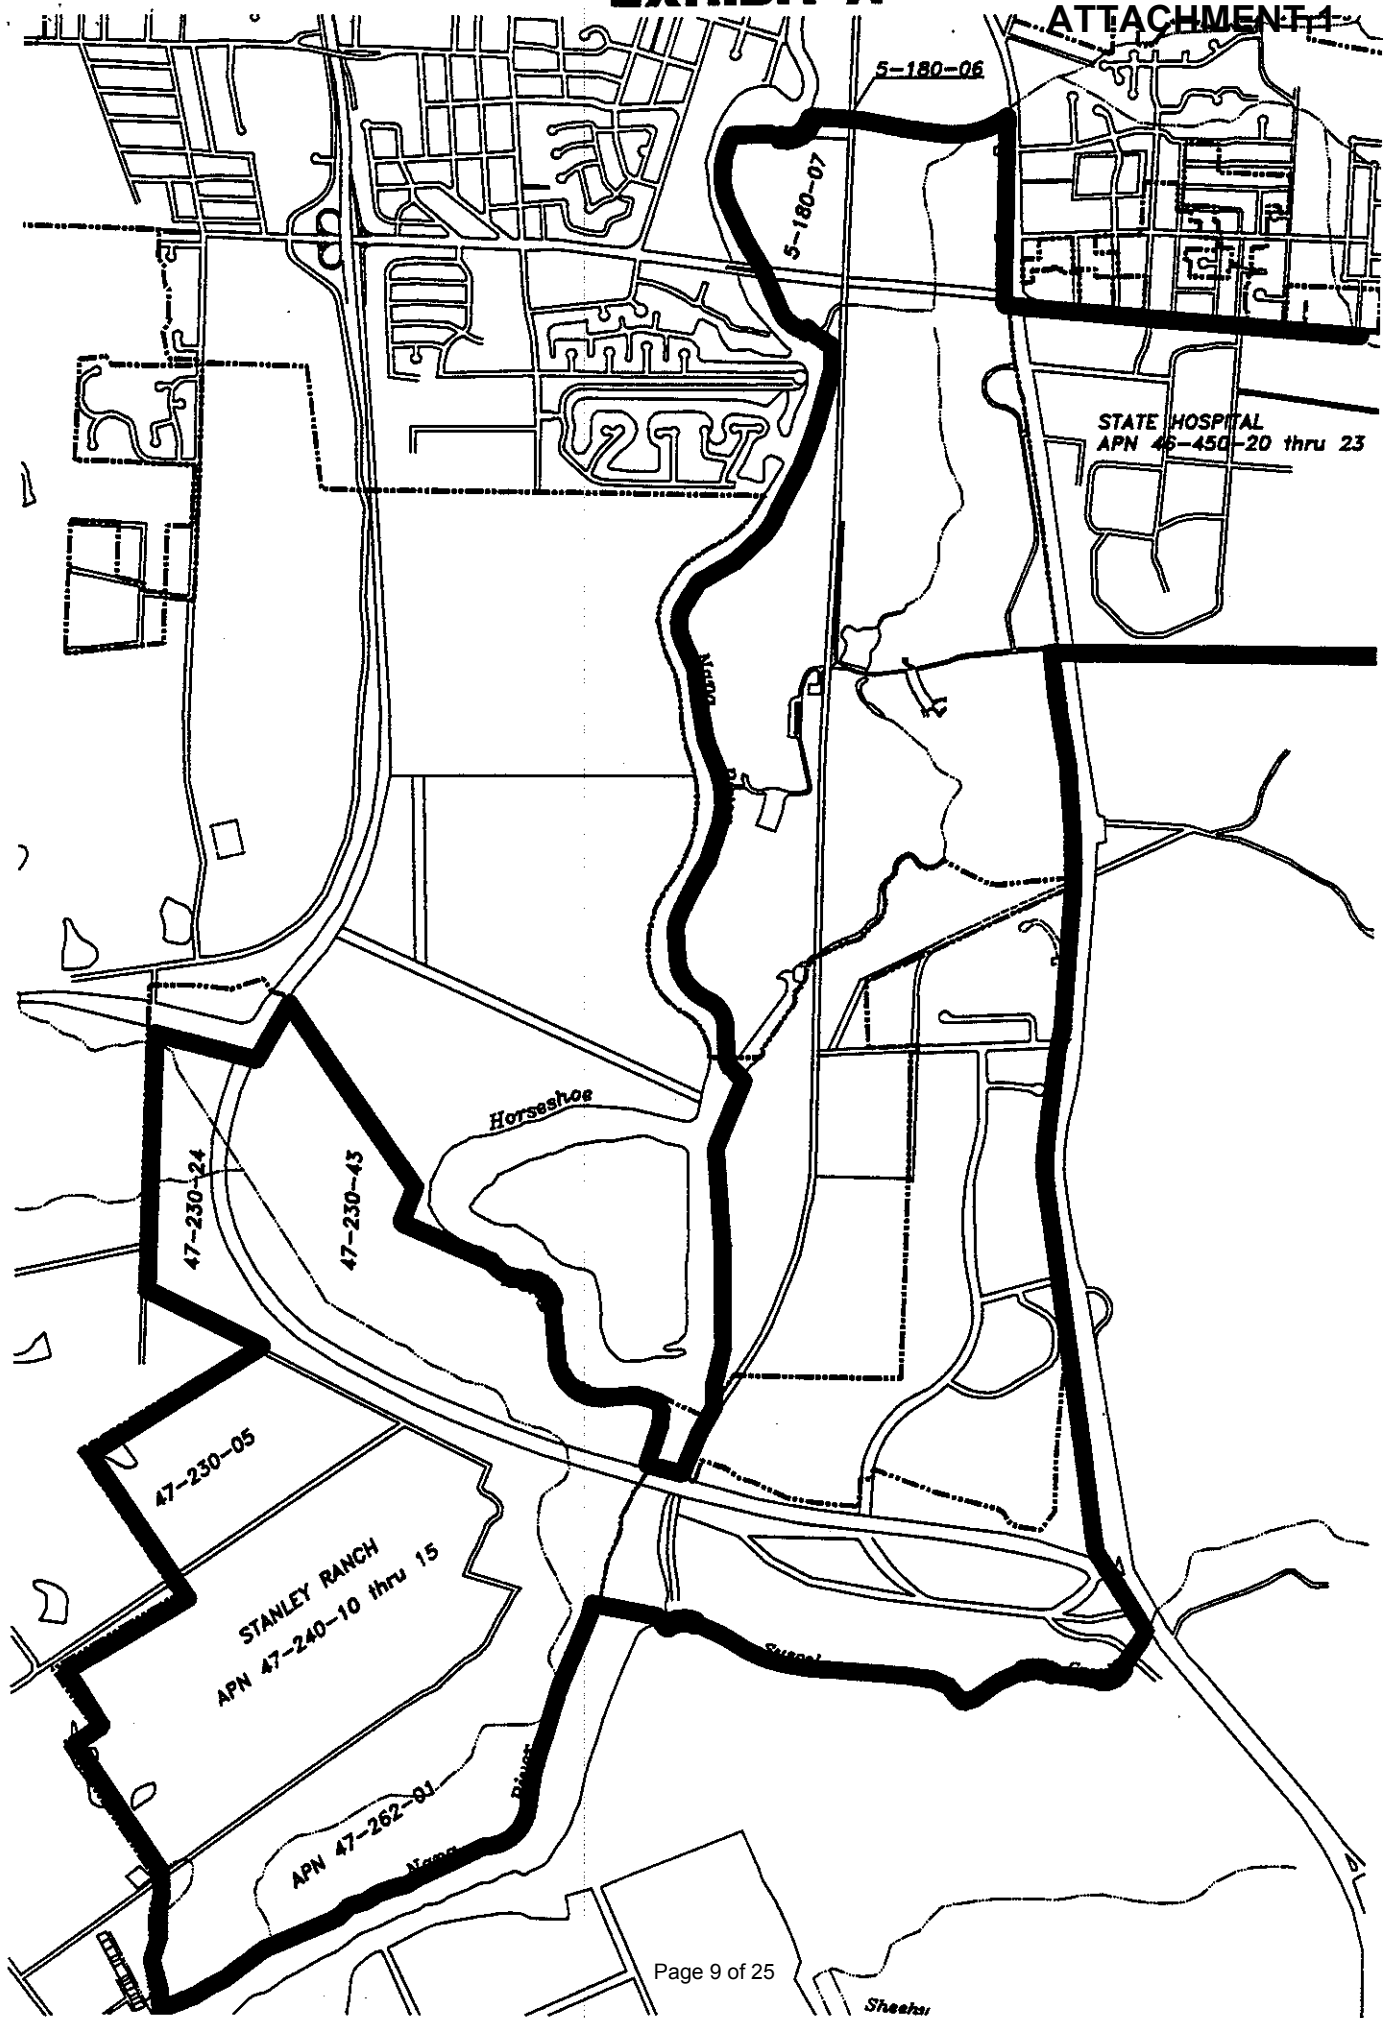 EXHIBIT "A"
ATTACHMENT 1
5-180-06
5-180-07
STATE HOSPITAL
APN 46-450-20 thru 23
Napa
Horseshoe
47-230-24
47-230-43
47-230-05
STANLEY RANCH
APN 47-240-10 thru 15
River
APN 47-262-01
Napa
Page 9 of 25